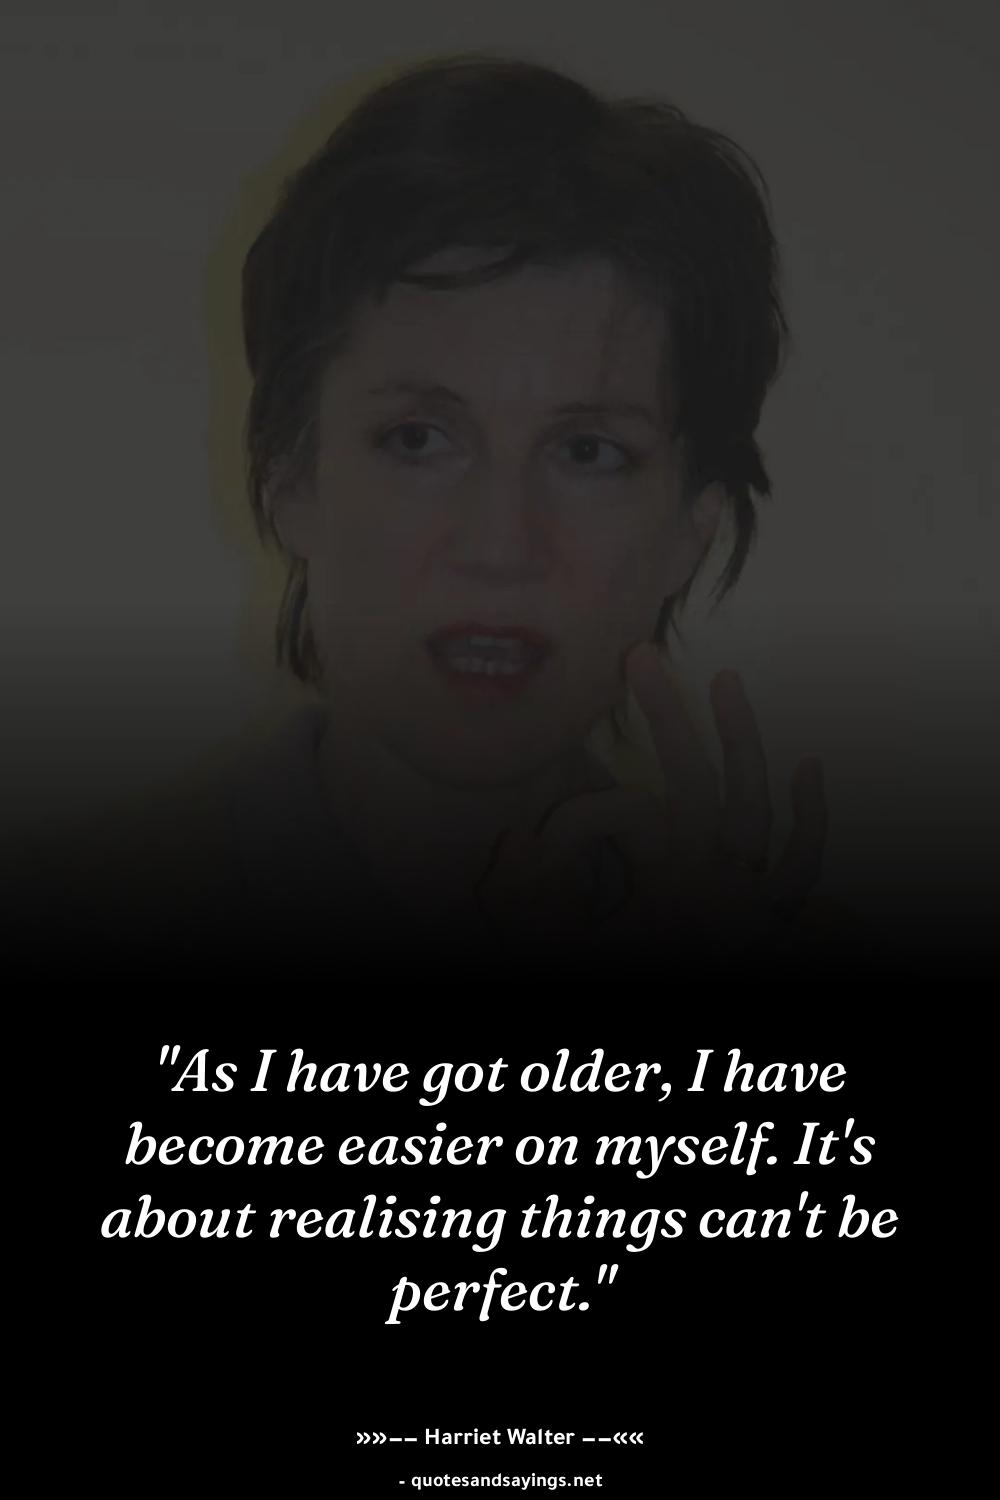 "As I have got older, I have
become easier on myself. It's
about realising things can't be
perfect."
»»–– Harriet Walter ––««
- quotesandsayings.net